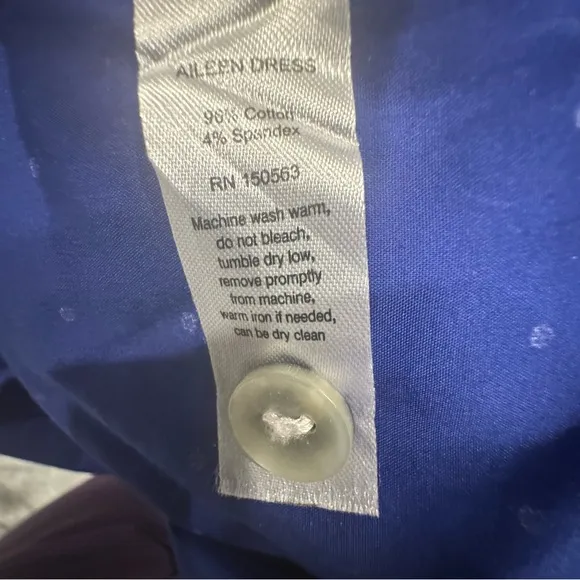 AILEEN DRESS
96% Cotton
4% Spandex
RN 150563
Machine wash warm,
do not bleach,
tumble dry low,
remove promptly
from machine,
warm iron if needed,
can be dry clean